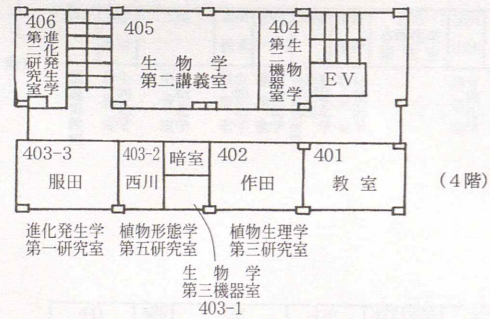 406
進化発生学
第二研究室
405
生物学
第二講義室
404
生物学
第二機器室
EV
403-3
服田
403-2
西川
暗室
402
作田
401
教室
(4階)
進化発生学
第一研究室
植物形態学
第五研究室
植物生理学
第三研究室
生物学
第三機器室
403-1